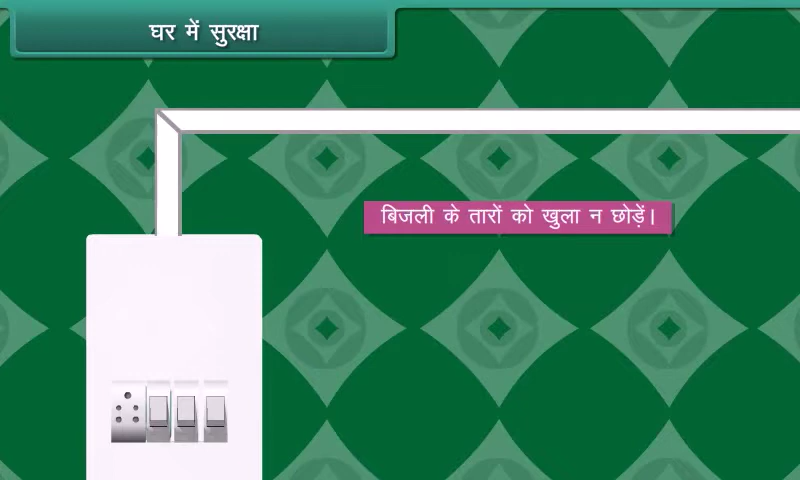 घर में सुरक्षा
बिजली के तारों को खुला न छोड़ें।